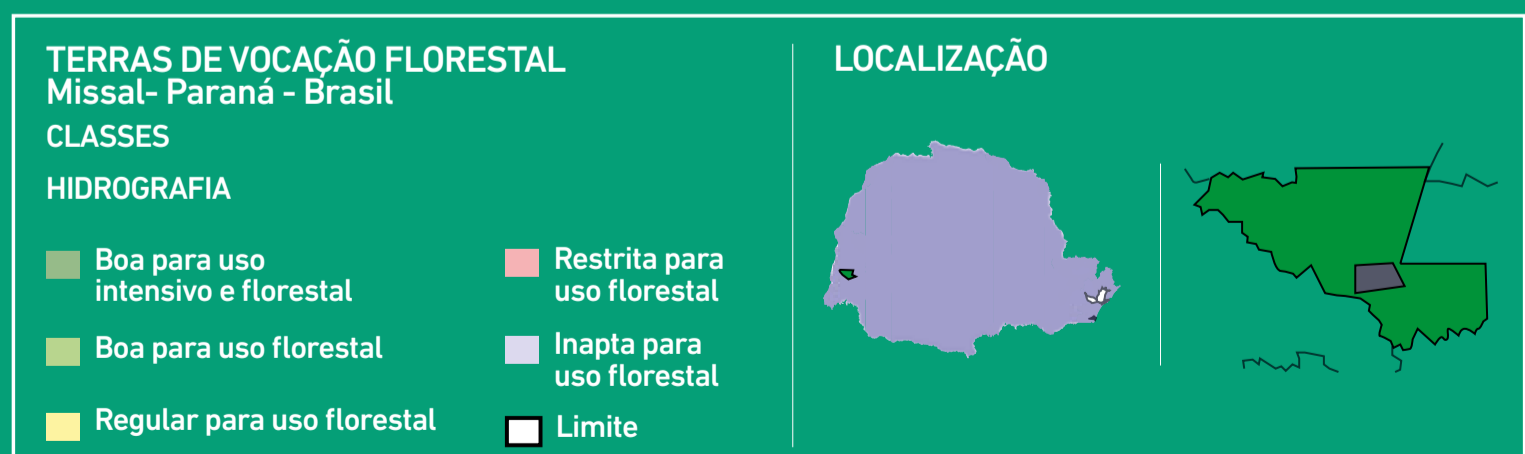 TERRAS DE VOCAÇÃO FLORESTAL
Missal- Paraná - Brasil
CLASSES
HIDROGRAFIA
Boa para uso
intensivo e florestal
Boa para uso florestal
Regular para uso florestal
Restrita para
uso florestal
Inapta para
uso florestal
Limite
LOCALIZAÇÃO